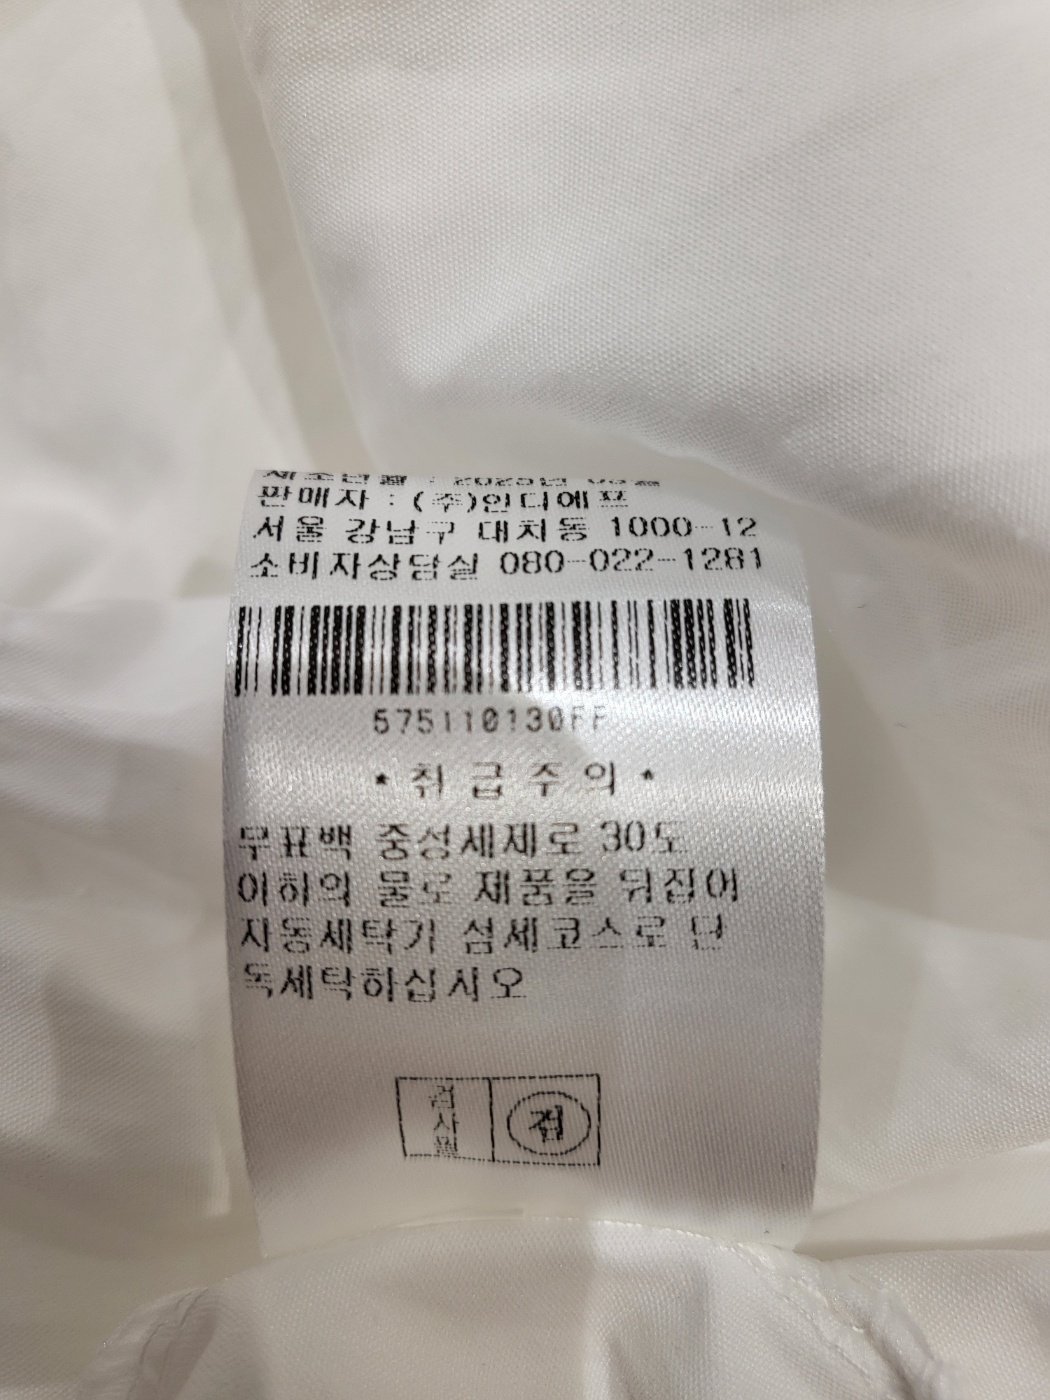 판매자 : (주)인디에프
서울 강남구 대치동 1000-12
소비자상담실 080-022-1281
575110130FF
* 취 급 주 의 *
무표백 중성세제로 30도
이하의 물로 제품을 뒤집어
자동세탁기 섬세코스로 단
독세탁하십시오
검사필
검